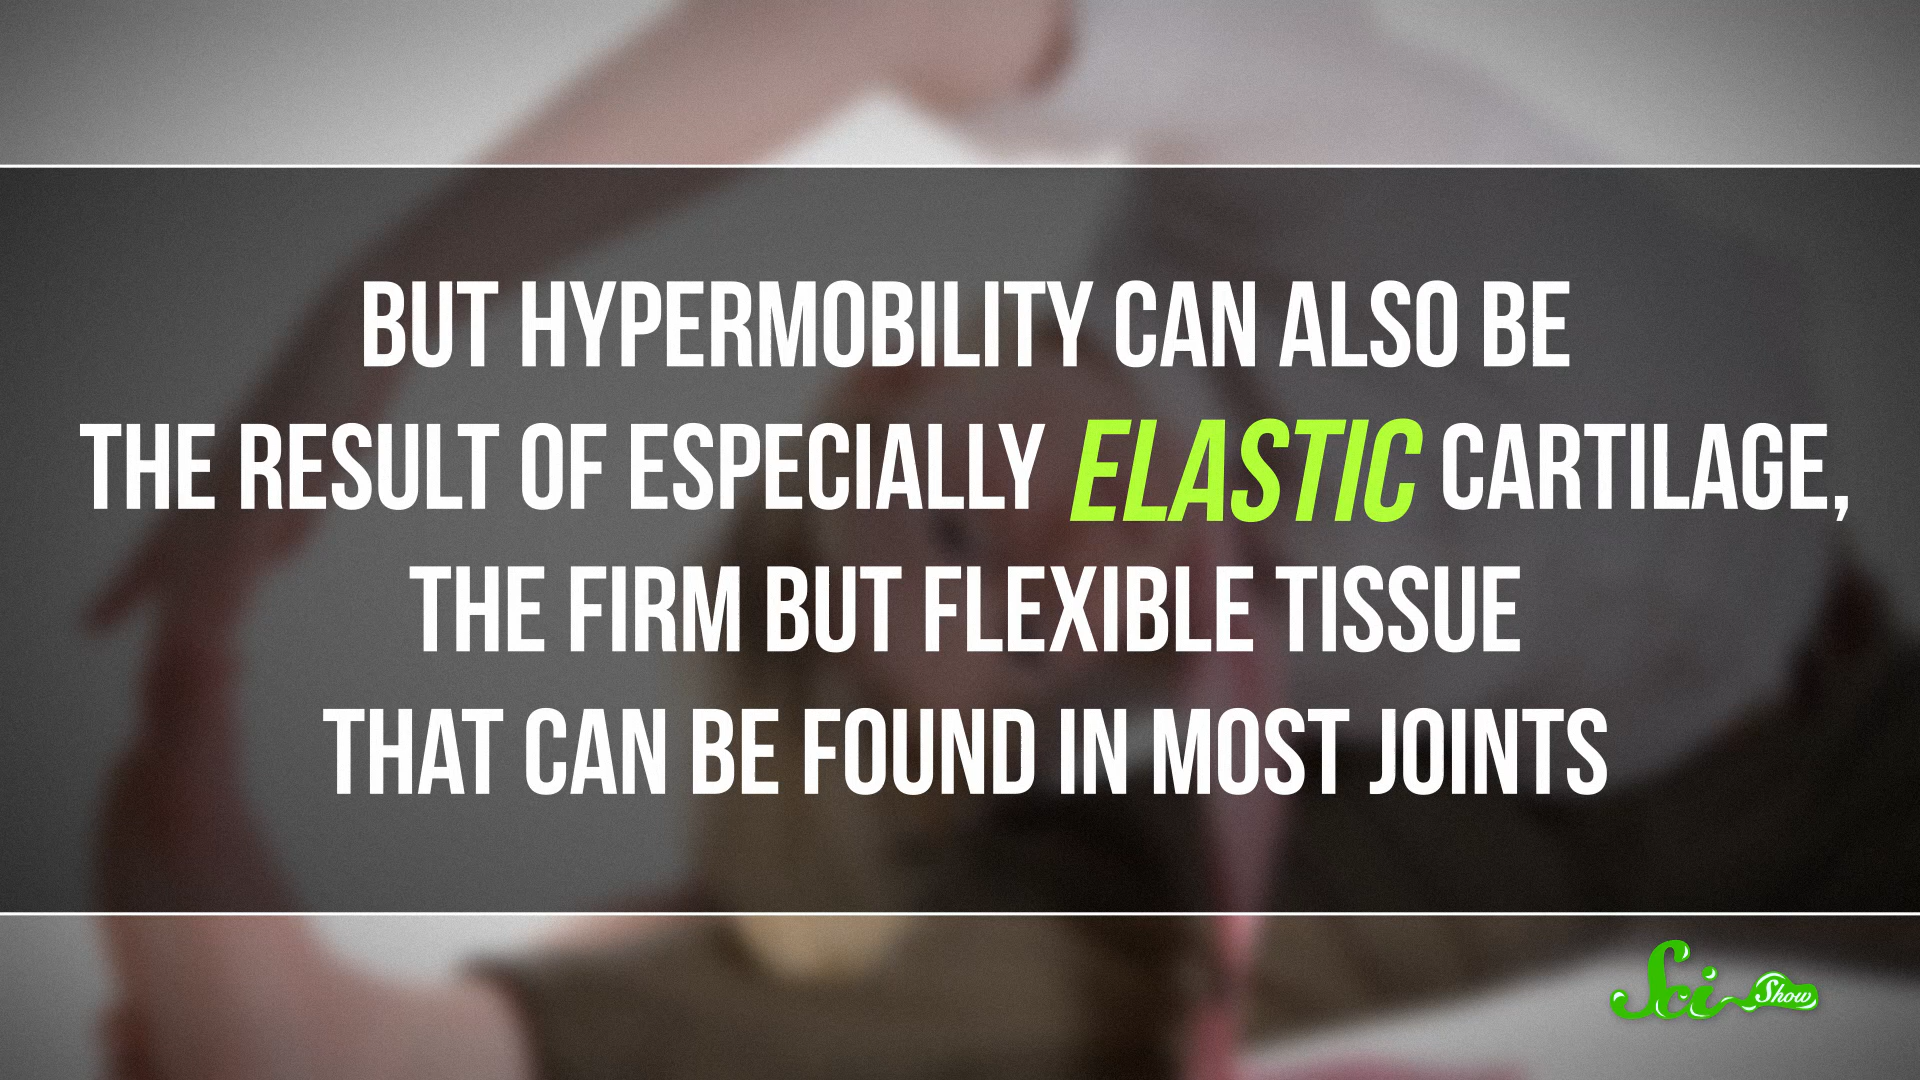 BUT HYPERMOBILITY CAN ALSO BE
THE RESULT OF ESPECIALLY ELASTIC CARTILAGE,
THE FIRM BUT FLEXIBLE TISSUE
THAT CAN BE FOUND IN MOST JOINTS
Sci Show